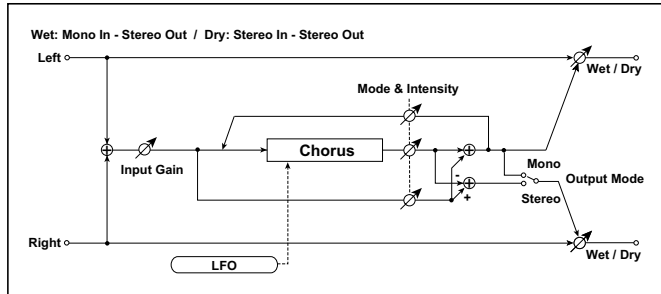 Wet: Mono In - Stereo Out / Dry: Stereo In - Stereo Out
Left
Wet / Dry
Mode & Intensity
Chorus
Input Gain
Mono
Output Mode
-
+
Stereo
Right
LFO
Wet / Dry